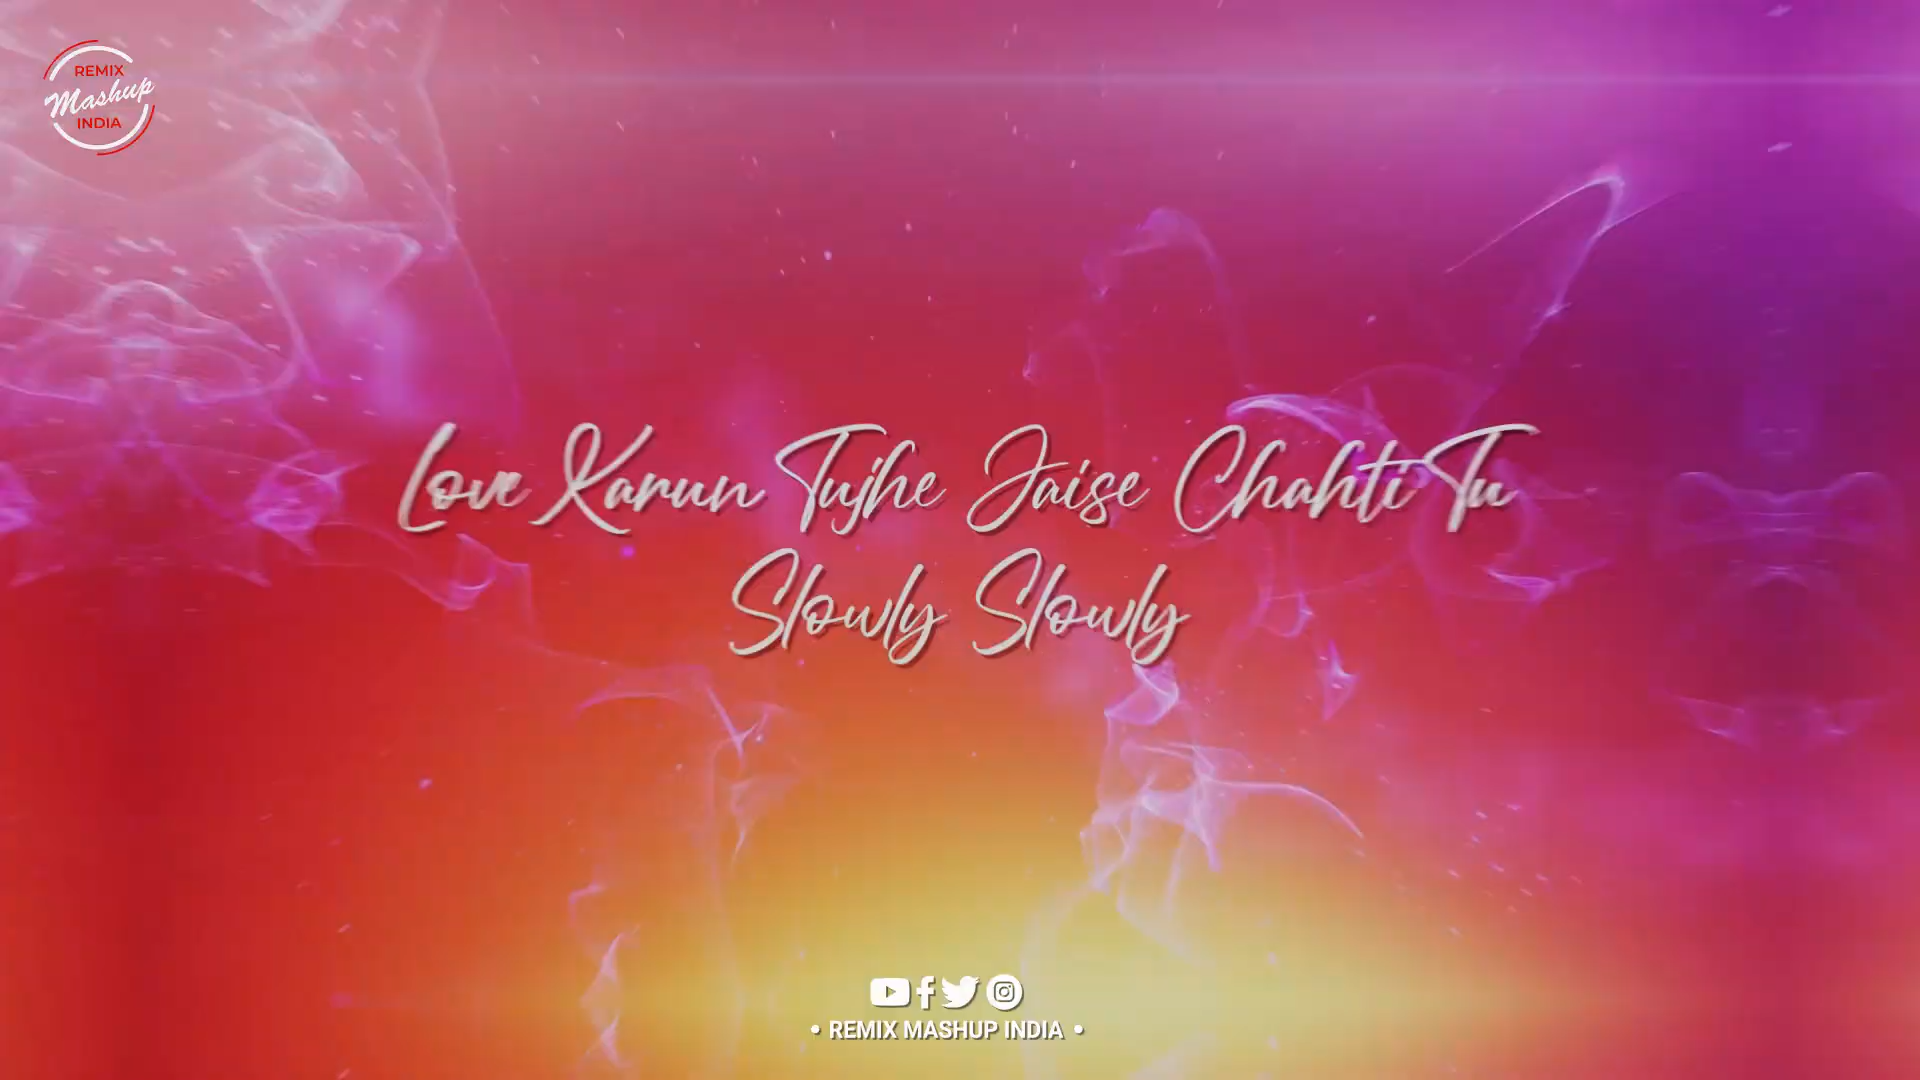 REMIX
Mashup
INDIA
Love Karun Tujhe Jaise Chahti Tu
Slowly Slowly
• REMIX MASHUP INDIA •